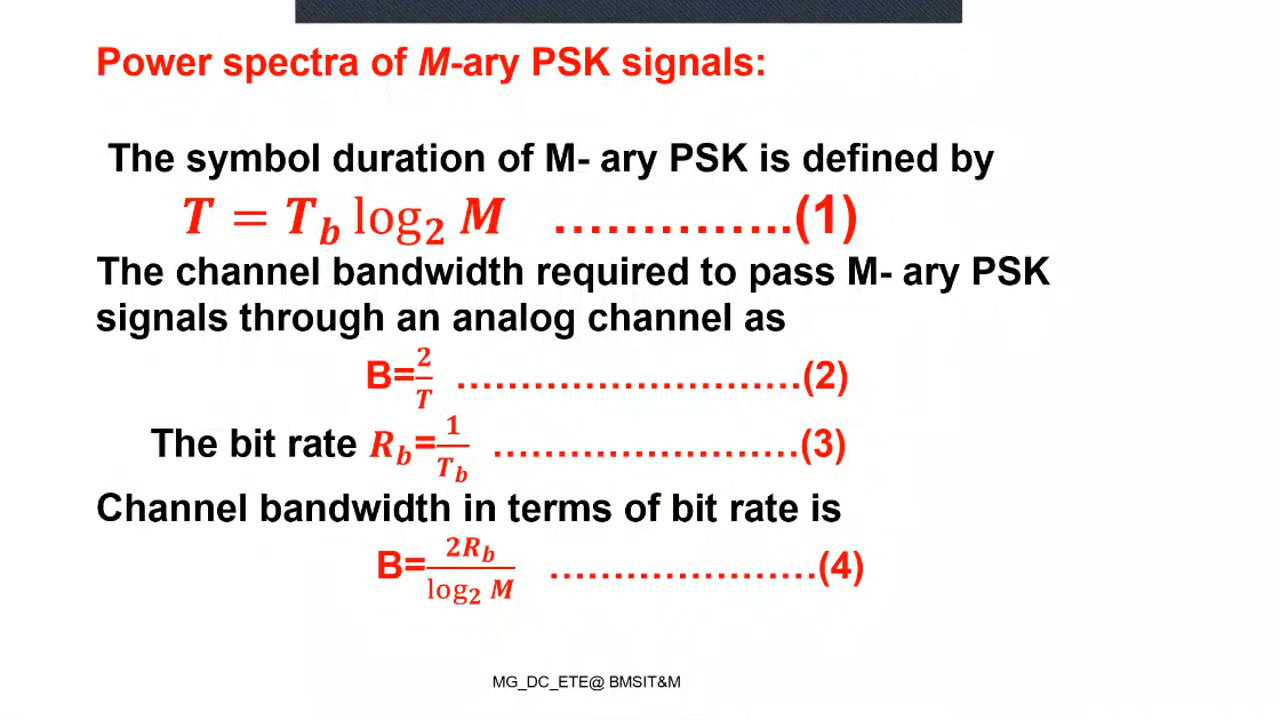 Power spectra of M-ary PSK signals:
The symbol duration of M- ary PSK is defined by
T = T_b log_2 M …………..(1)
The channel bandwidth required to pass M- ary PSK
signals through an analog channel as
B=2/T ………………………(2)
The bit rate R_b=1/T_b ……………………(3)
Channel bandwidth in terms of bit rate is
B=2R_b/log_2 M …………………(4)
MG_DC_ETE@ BMSIT&M